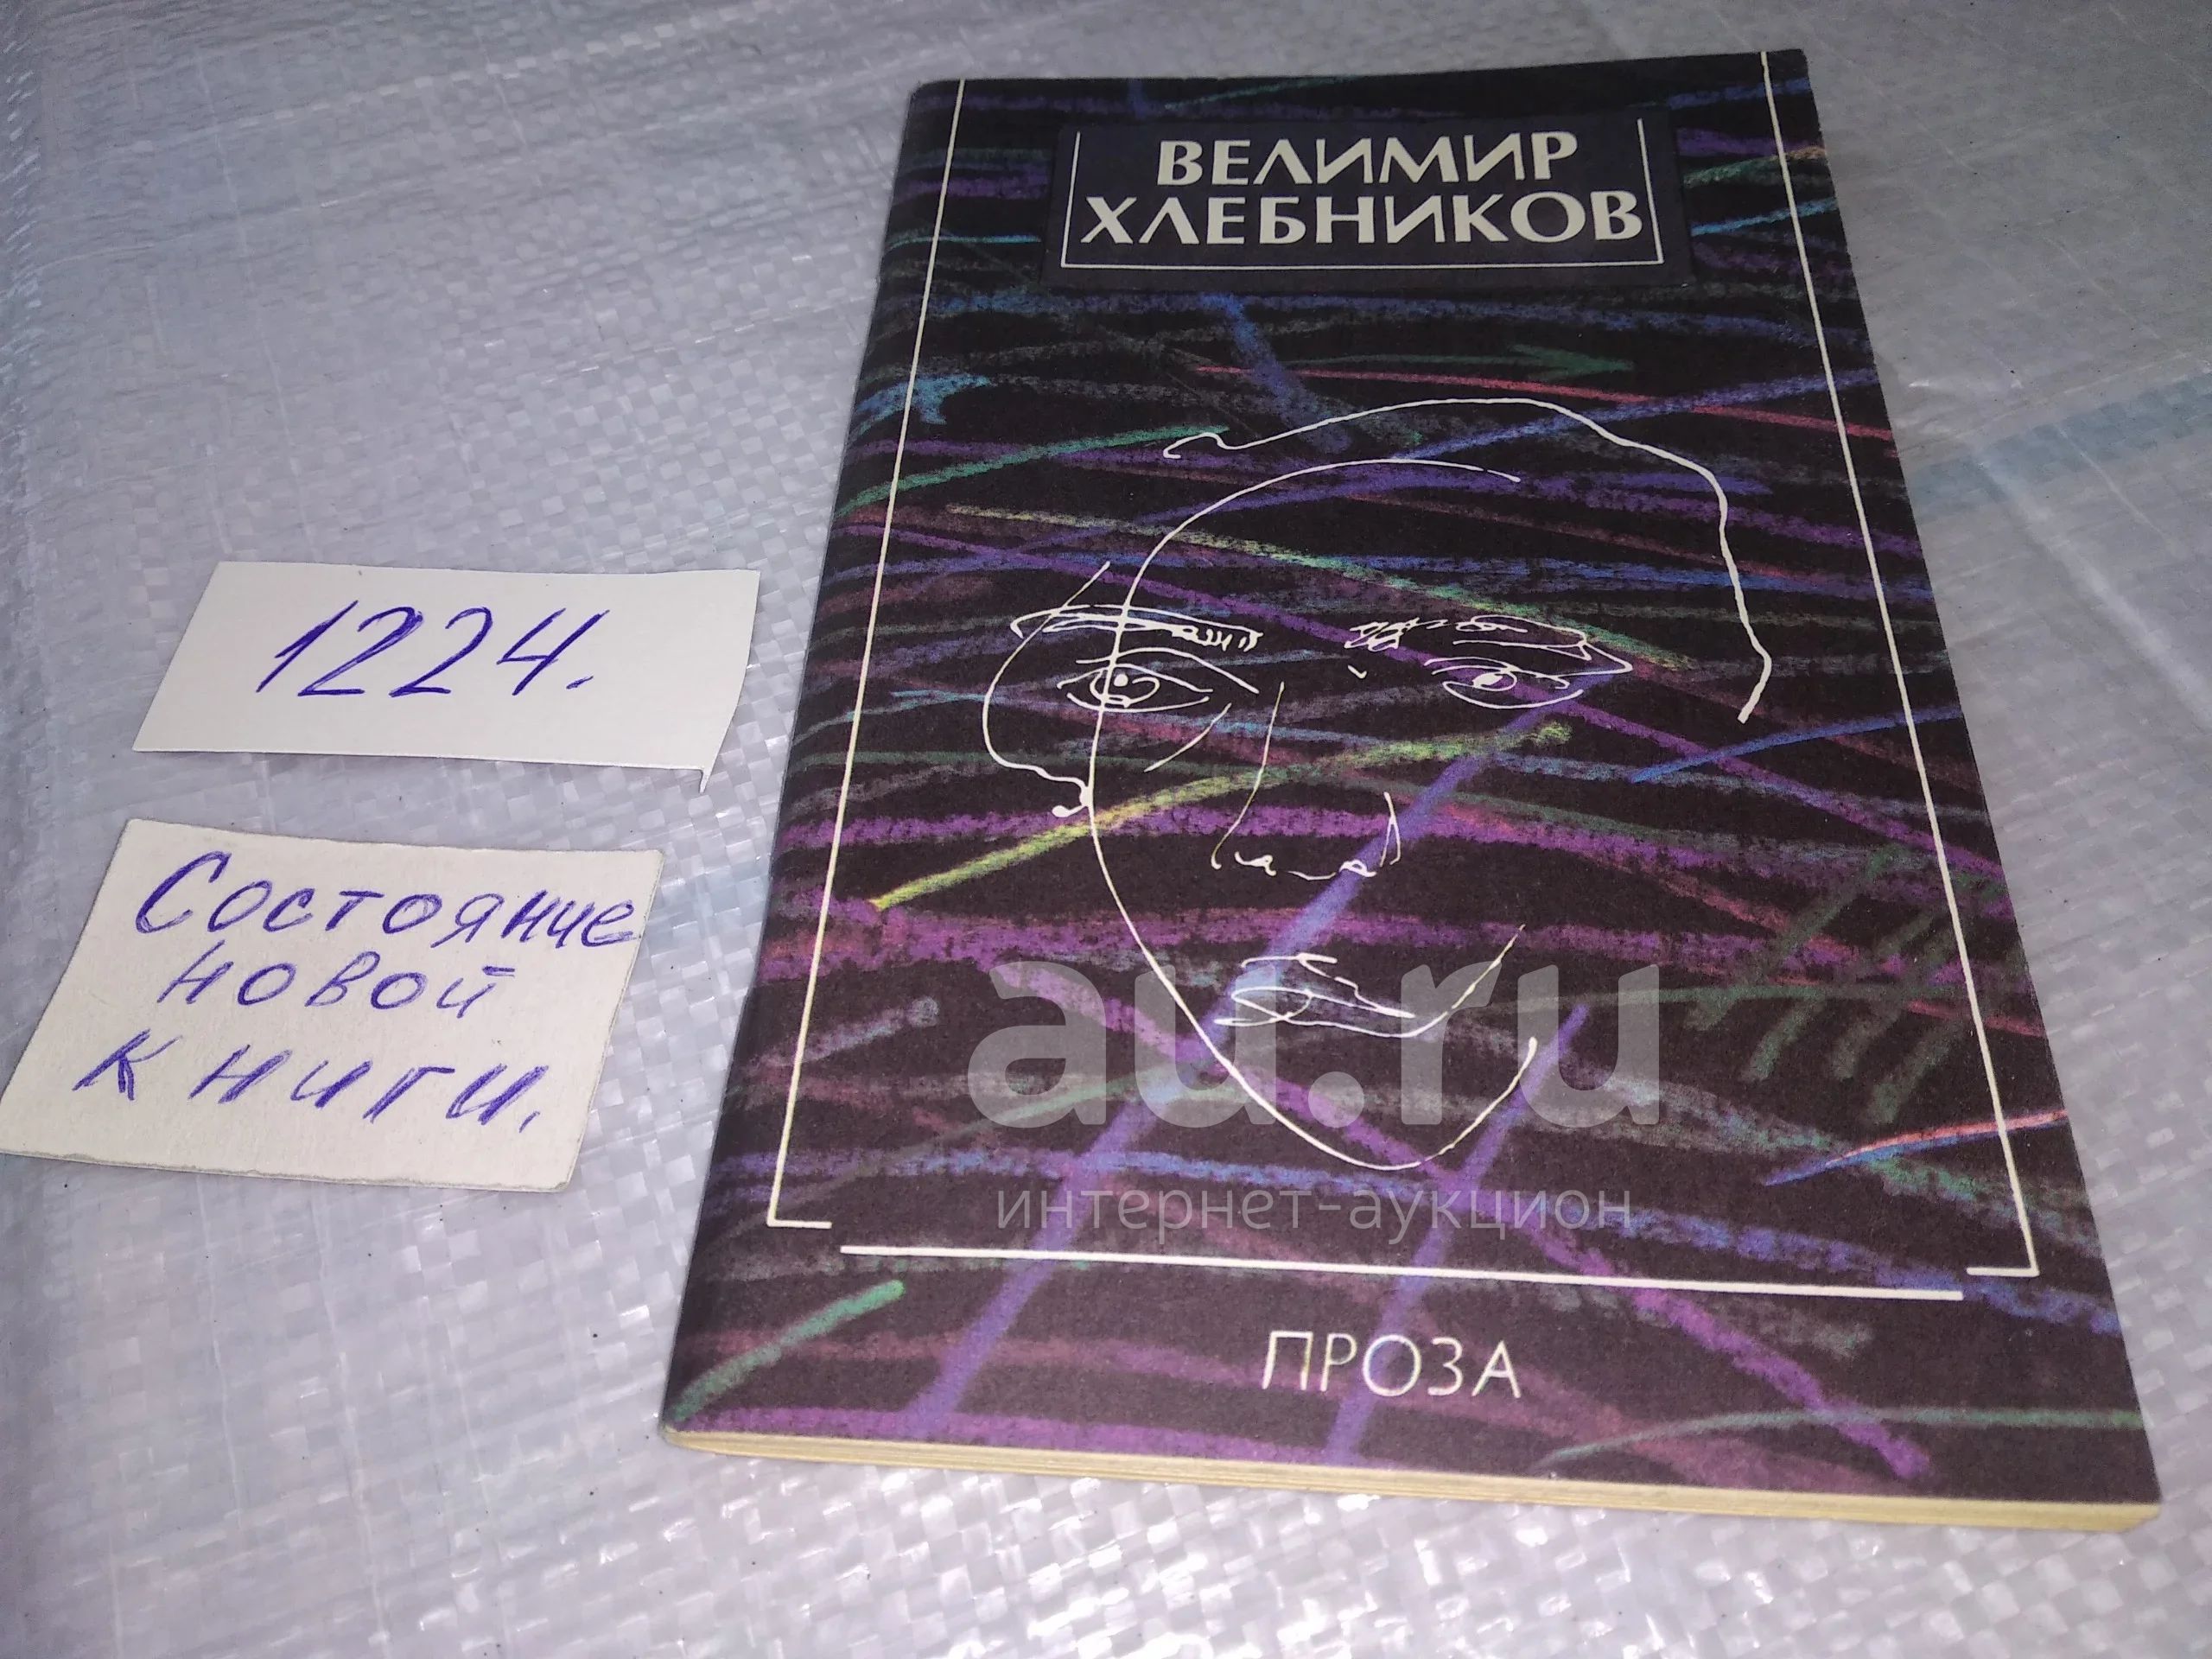 ВЕЛИМИР
ХЛЕБНИКОВ
1224.
Состояние
новой
книги.
au.ru
интернет-аукцион
ПРОЗА